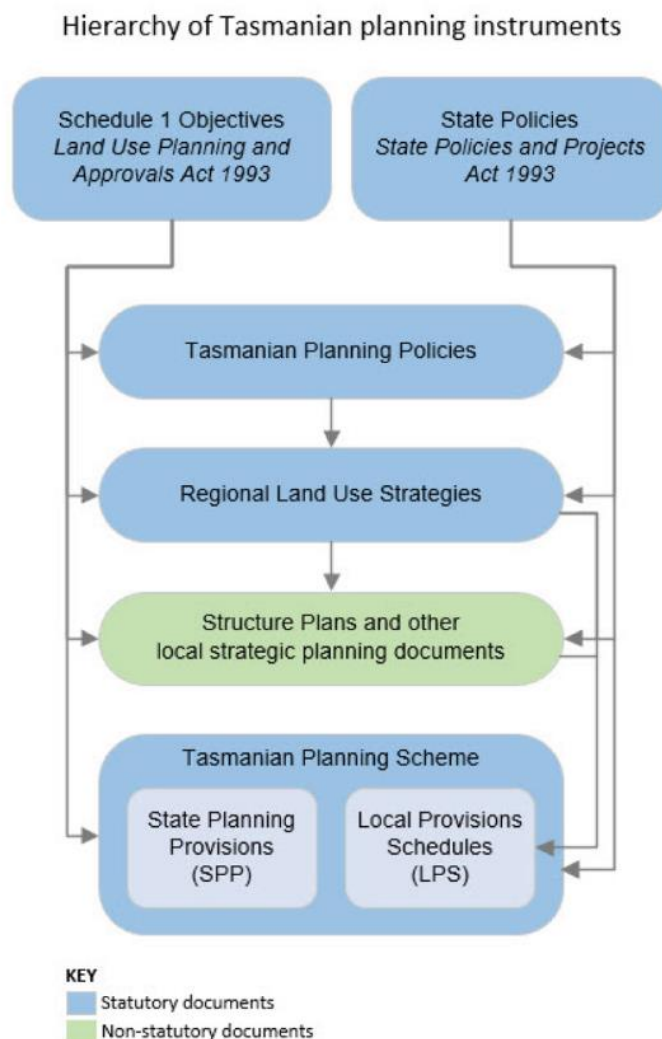 Hierarchy of Tasmanian planning instruments
Schedule 1 Objectives
Land Use Planning and
Approvals Act 1993
State Policies
State Policies and Projects
Act 1993
Tasmanian Planning Policies
Regional Land Use Strategies
Structure Plans and other
local strategic planning documents
Tasmanian Planning Scheme
State Planning
Provisions
(SPP)
Local Provisions
Schedules
(LPS)
KEY
Statutory documents
Non-statutory documents